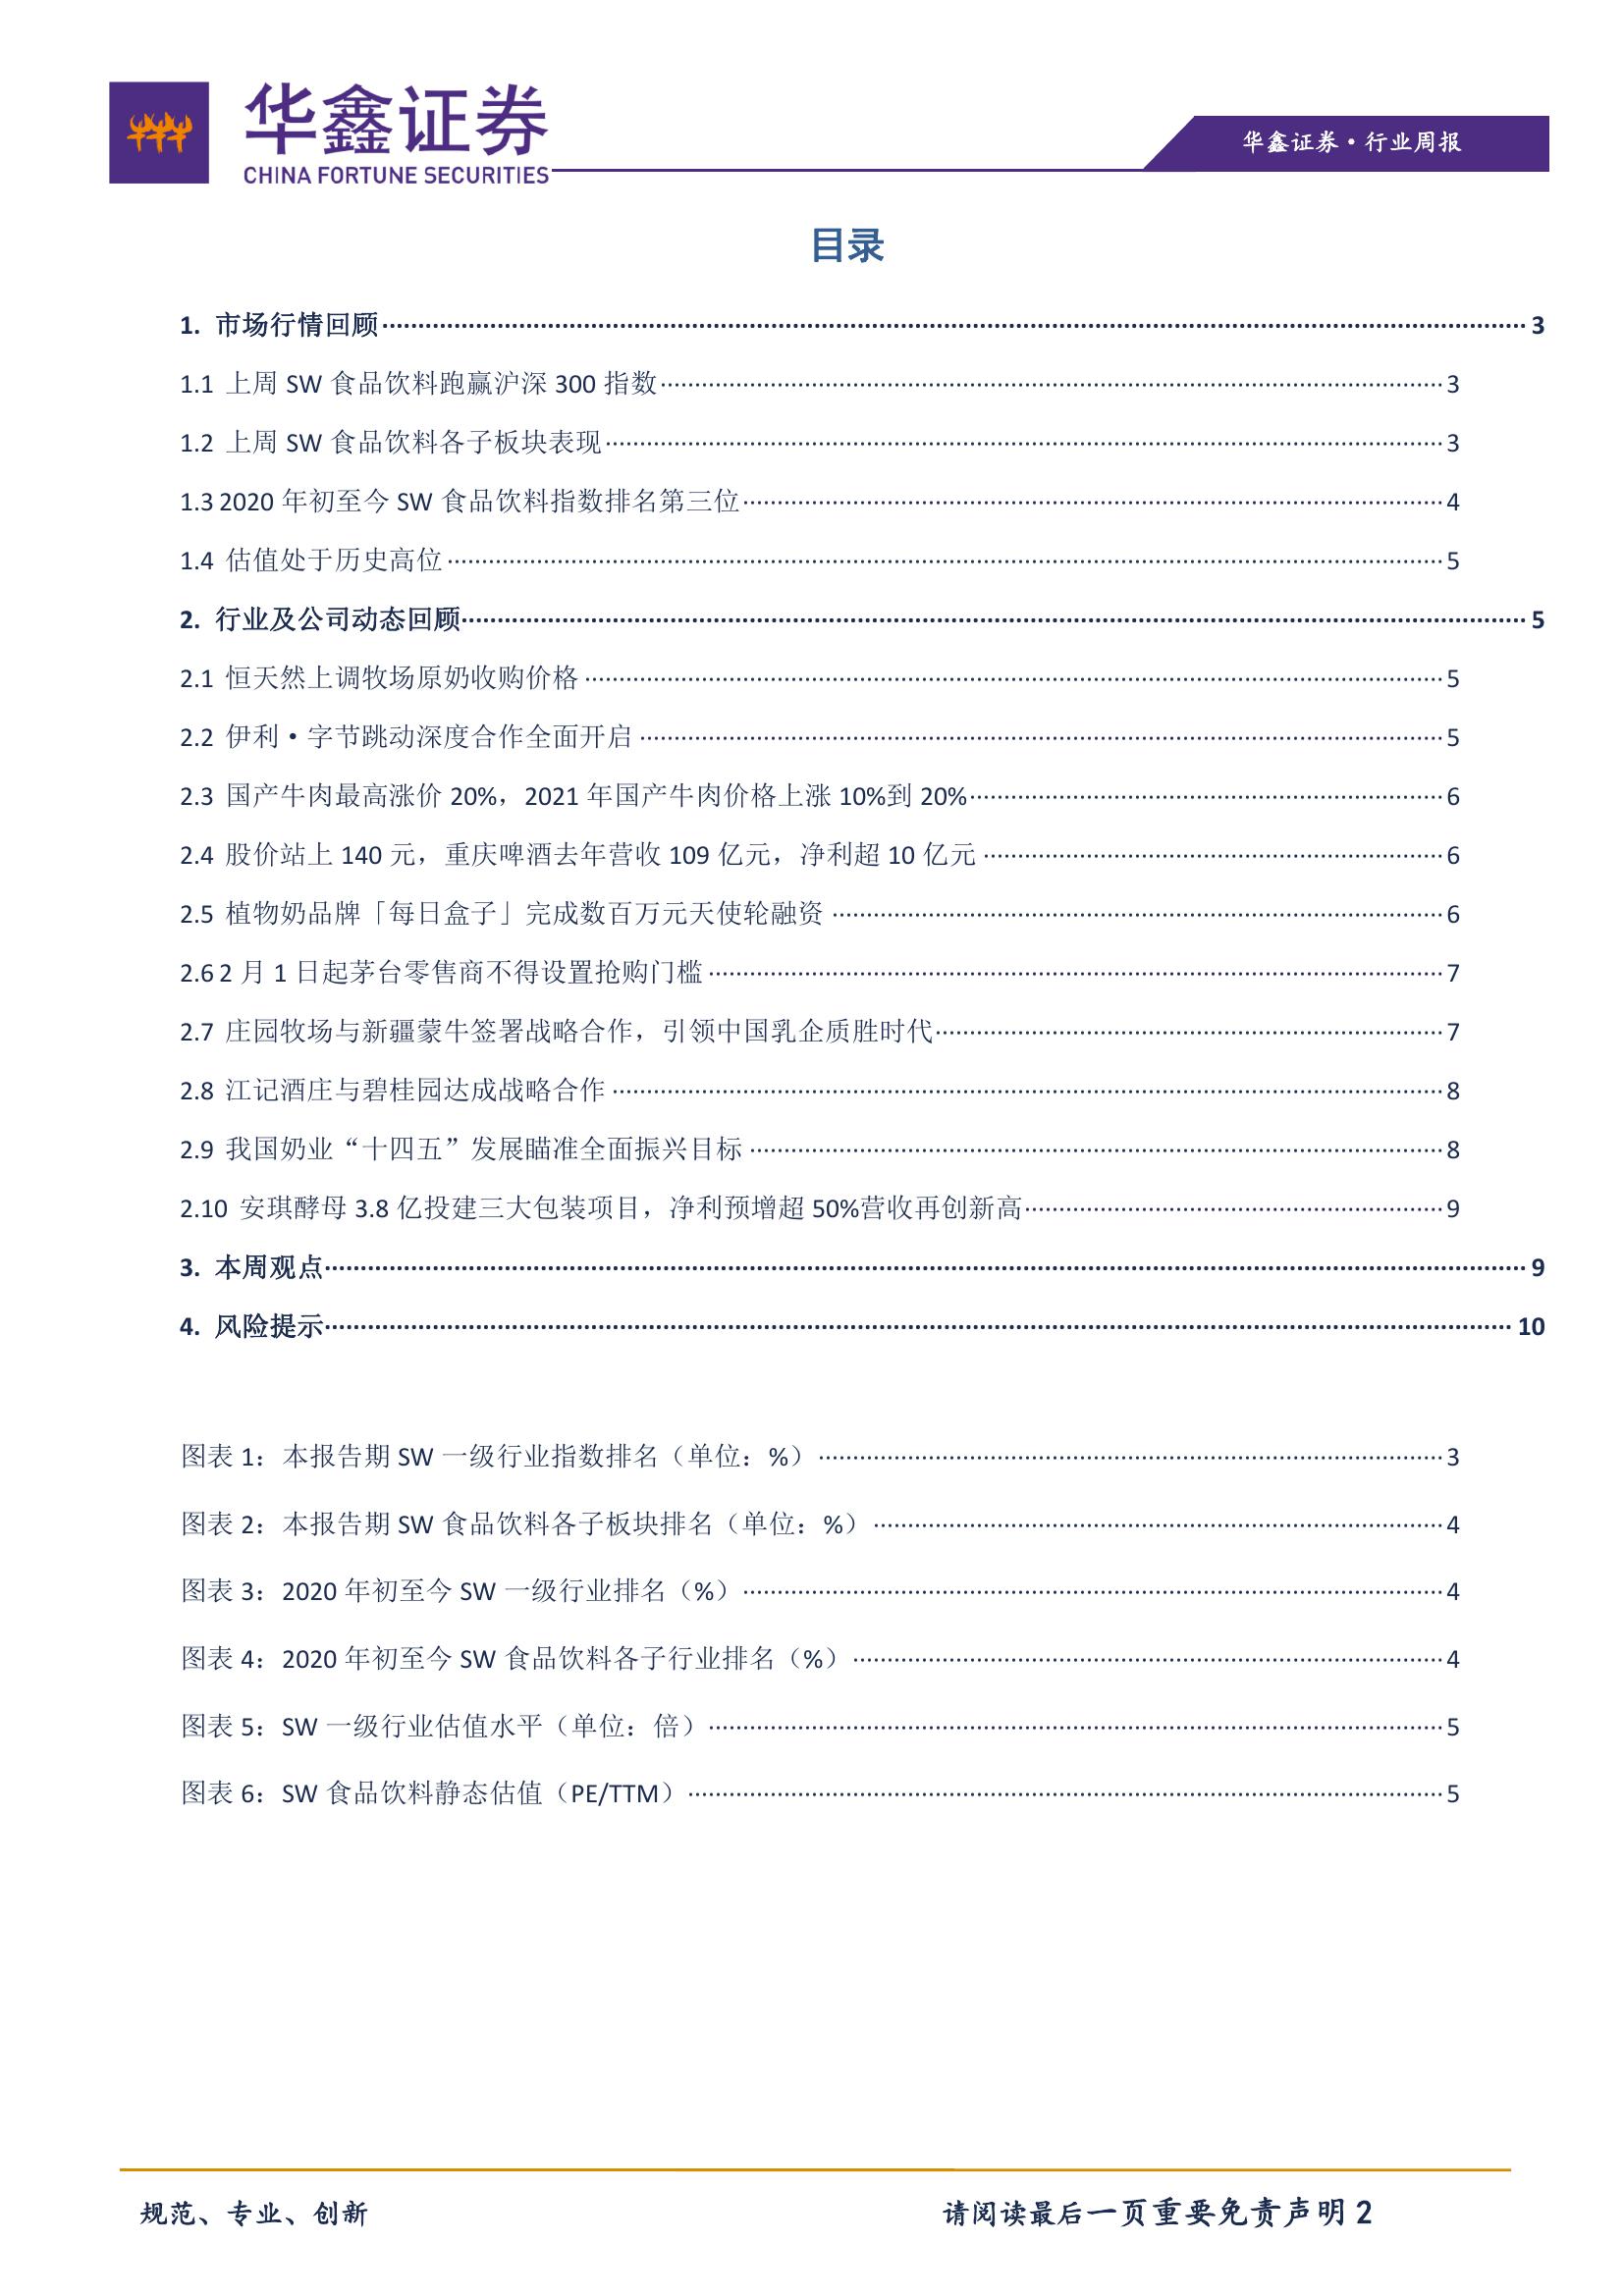 华鑫证券
CHINA FORTUNE SECURITIES
华鑫证券·行业周报
目录
1. 市场行情回顾 3
1.1 上周 SW 食品饮料跑赢沪深 300 指数 3
1.2 上周 SW 食品饮料各子板块表现 3
1.3 2020 年初至今 SW 食品饮料指数排名第三位 4
1.4 估值处于历史高位 5
2. 行业及公司动态回顾 5
2.1 恒天然上调牧场原奶收购价格 5
2.2 伊利·字节跳动深度合作全面开启 5
2.3 国产牛肉最高涨价 20%，2021 年国产牛肉价格上涨 10%到 20% 6
2.4 股价站上 140 元，重庆啤酒去年营收 109 亿元，净利超 10 亿元 6
2.5 植物奶品牌「每日盒子」完成数百万元天使轮融资 6
2.6 2 月 1 日起茅台零售商不得设置抢购门槛 7
2.7 庄园牧场与新疆蒙牛签署战略合作，引领中国乳企质胜时代 7
2.8 江记酒庄与碧桂园达成战略合作 8
2.9 我国奶业“十四五”发展瞄准全面振兴目标 8
2.10 安琪酵母 3.8 亿投建三大包装项目，净利预增超 50%营收再创新高 9
3. 本周观点 9
4. 风险提示 10
图表 1：本报告期 SW 一级行业指数排名（单位：%） 3
图表 2：本报告期 SW 食品饮料各子板块排名（单位：%） 4
图表 3：2020 年初至今 SW 一级行业排名（%） 4
图表 4：2020 年初至今 SW 食品饮料各子行业排名（%） 4
图表 5：SW 一级行业估值水平（单位：倍） 5
图表 6：SW 食品饮料静态估值（PE/TTM） 5
规范、专业、创新
请阅读最后一页重要免责声明 2